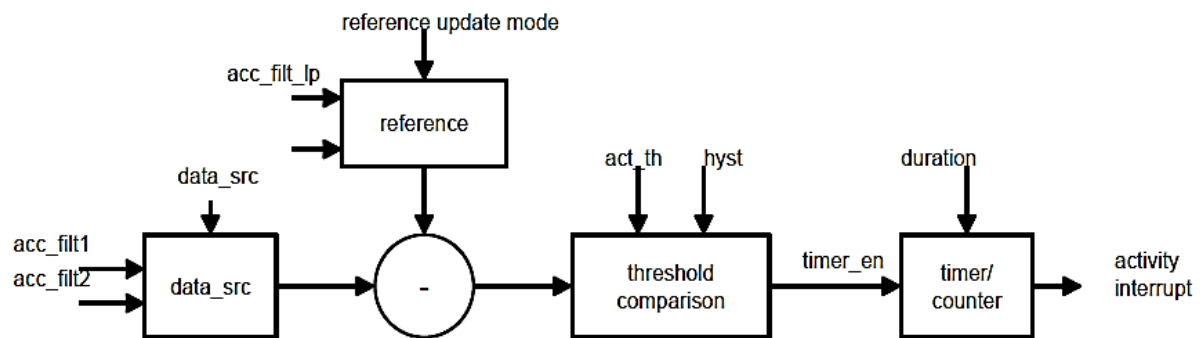 reference update mode
acc_filt_lp
reference
act_th
hyst
duration
data_src
acc_filt1
acc_filt2
data_src
-
threshold
comparison
timer_en
timer/
counter
activity
interrupt